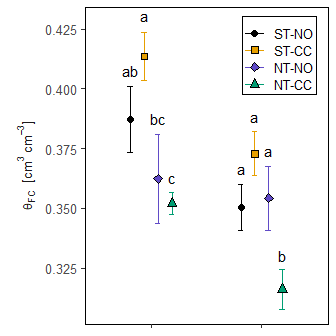 θFC [cm³ cm⁻³]
0.425
0.400
0.375
0.350
0.325
a
ab
bc
c
a
a
a
b
ST-NO
ST-CC
NT-NO
NT-CC